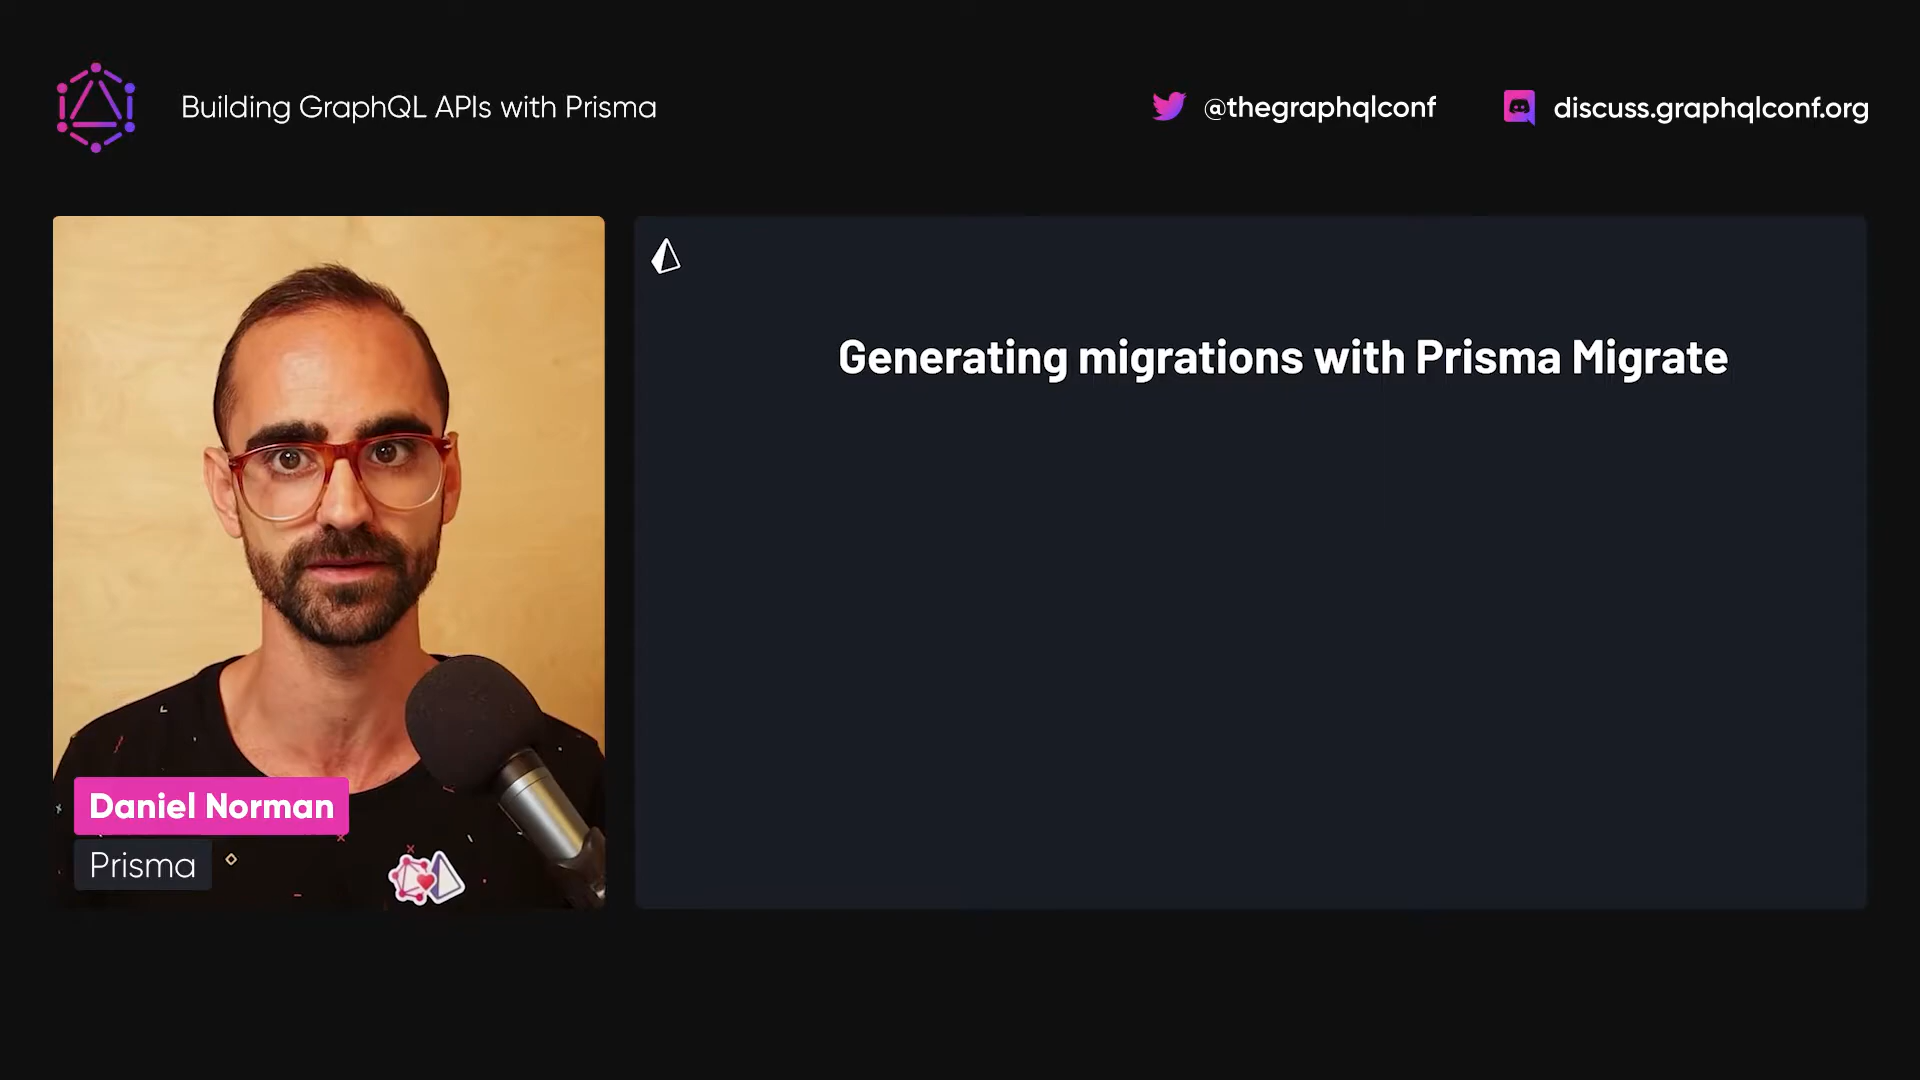 Building GraphQL APIs with Prisma
@thegraphqlconf
discuss.graphqlconf.org
Generating migrations with Prisma Migrate
Daniel Norman
Prisma